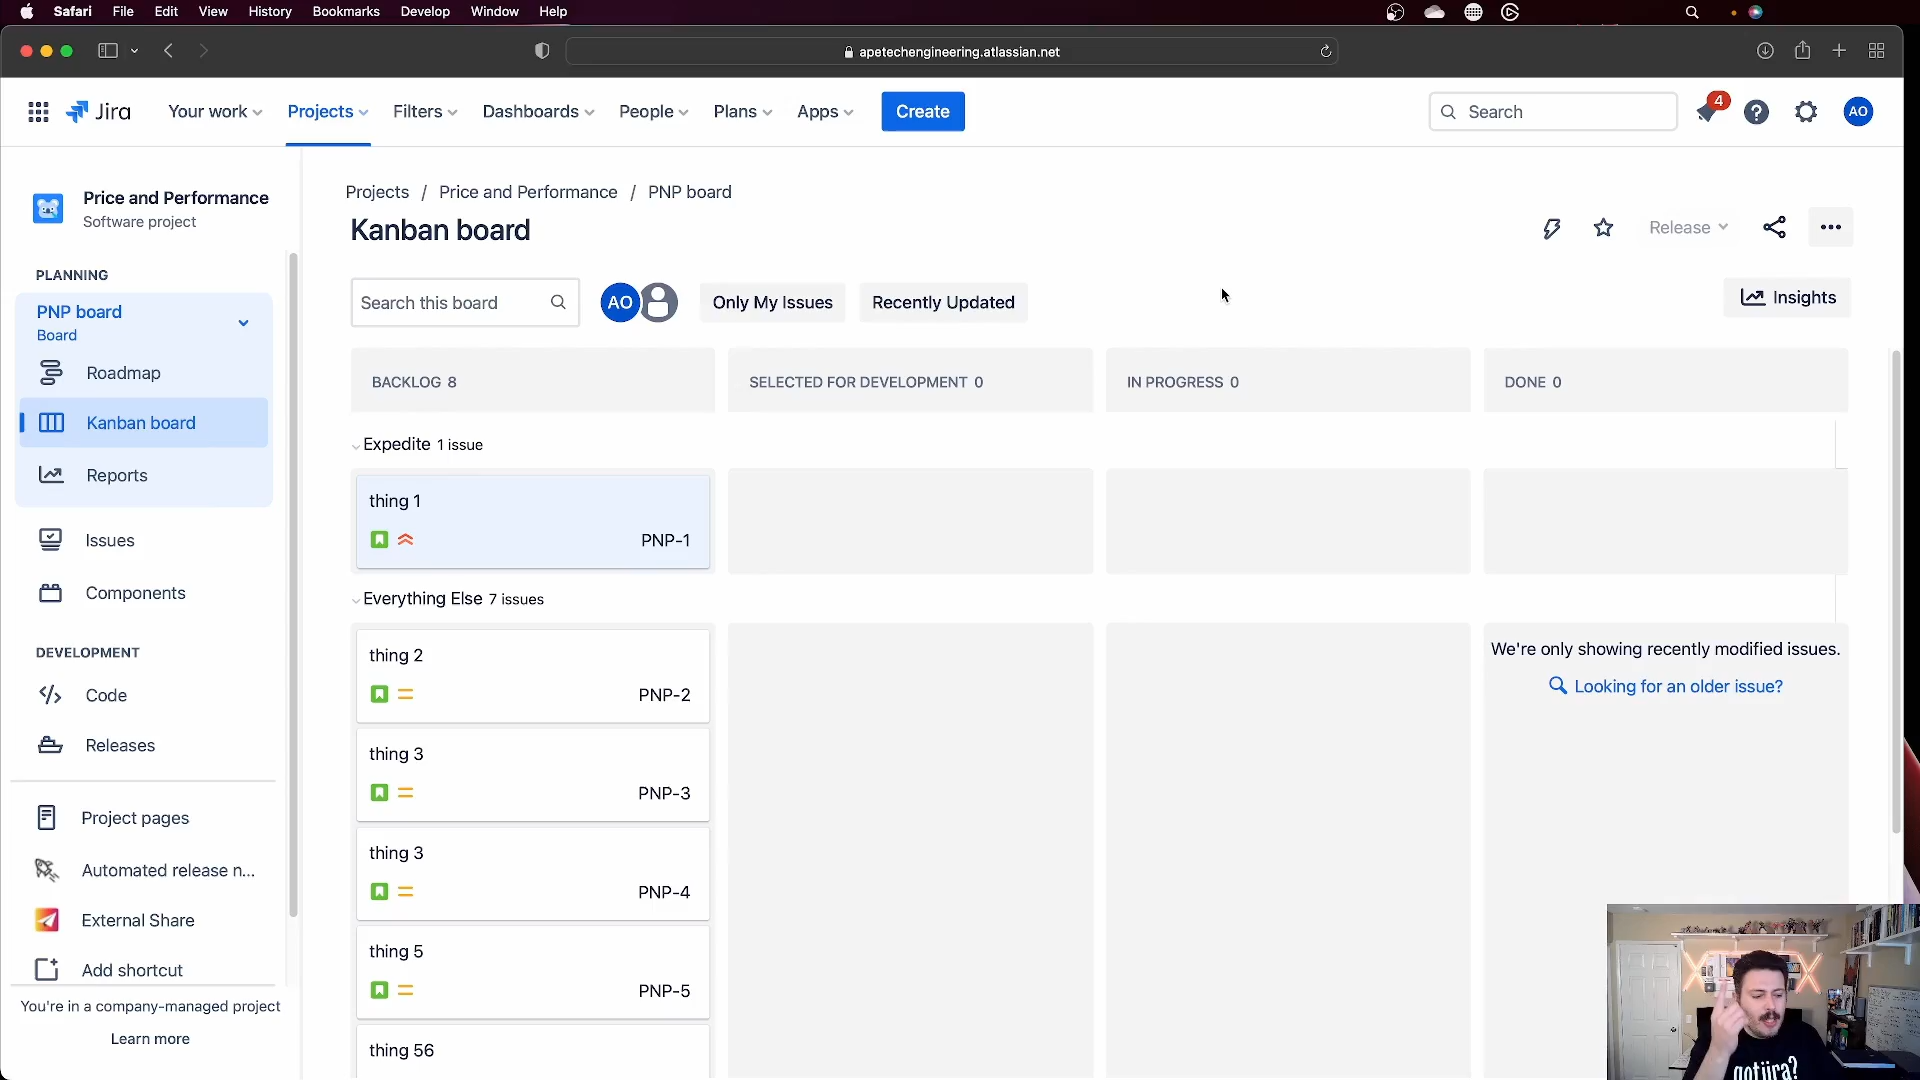 Safari File Edit View History Bookmarks Develop Window Help
apetechengineering.atlassian.net
Jira Your work Projects Filters Dashboards People Plans Apps Create Search 4 AO
Price and Performance
Software project
Projects / Price and Performance / PNP board
Kanban board
Release
PLANNING
PNP board
Board
Roadmap
Kanban board
Reports
Issues
Components
DEVELOPMENT
Code
Releases
Project pages
Automated release n...
External Share
Add shortcut
You're in a company-managed project
Learn more
Search this board AO Only My Issues Recently Updated Insights
BACKLOG 8 SELECTED FOR DEVELOPMENT 0 IN PROGRESS 0 DONE 0
Expedite 1 issue
thing 1
PNP-1
Everything Else 7 issues
thing 2
PNP-2
thing 3
PNP-3
thing 3
PNP-4
thing 5
PNP-5
thing 56
We're only showing recently modified issues.
Looking for an older issue?
gotjira?